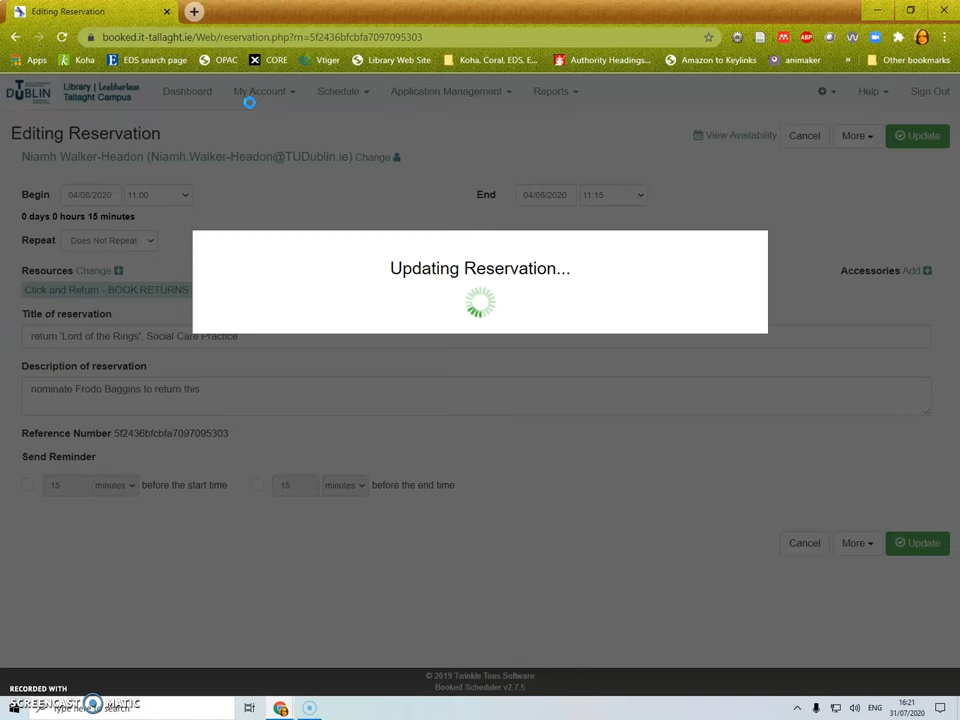 Editing Reservation
booked.it-tallaght.ie/Web/reservation.php?rn=5f2436bfcbfa7097095303
ABP
Apps Koha EDS search page OPAC CORE Vtiger Library Web Site Koha, Coral, EDS, E... Authority Headings... Amazon to Keylinks animaker » Other bookmarks
DUBLIN Library | Leabharlann Tallaght Campus Dashboard My Account Schedule Application Management Reports Help Sign Out
Editing Reservation View Availability Cancel More Update
Niamh Walker-Headon (Niamh.Walker-Headon@TUDublin.ie) Change
Begin 04/08/2020 11:00 End 04/08/2020 11:15
0 days 0 hours 15 minutes
Repeat Does Not Repeat
Updating Reservation...
Resources Change Accessories Add
Click and Return - BOOK RETURNS
Title of reservation
return 'Lord of the Rings', Social Care Practice
Description of reservation
nominate Frodo Baggins to return this
Reference Number 5f2436bfcbfa7097095303
Send Reminder
15 minutes before the start time 15 minutes before the end time
Cancel More Update
© 2019 Twinkle Toes Software
Booked Scheduler v2.7.5
RECORDED WITH
SCREENCAST MATIC
Type here to search
ENG
16:21
31/07/2020